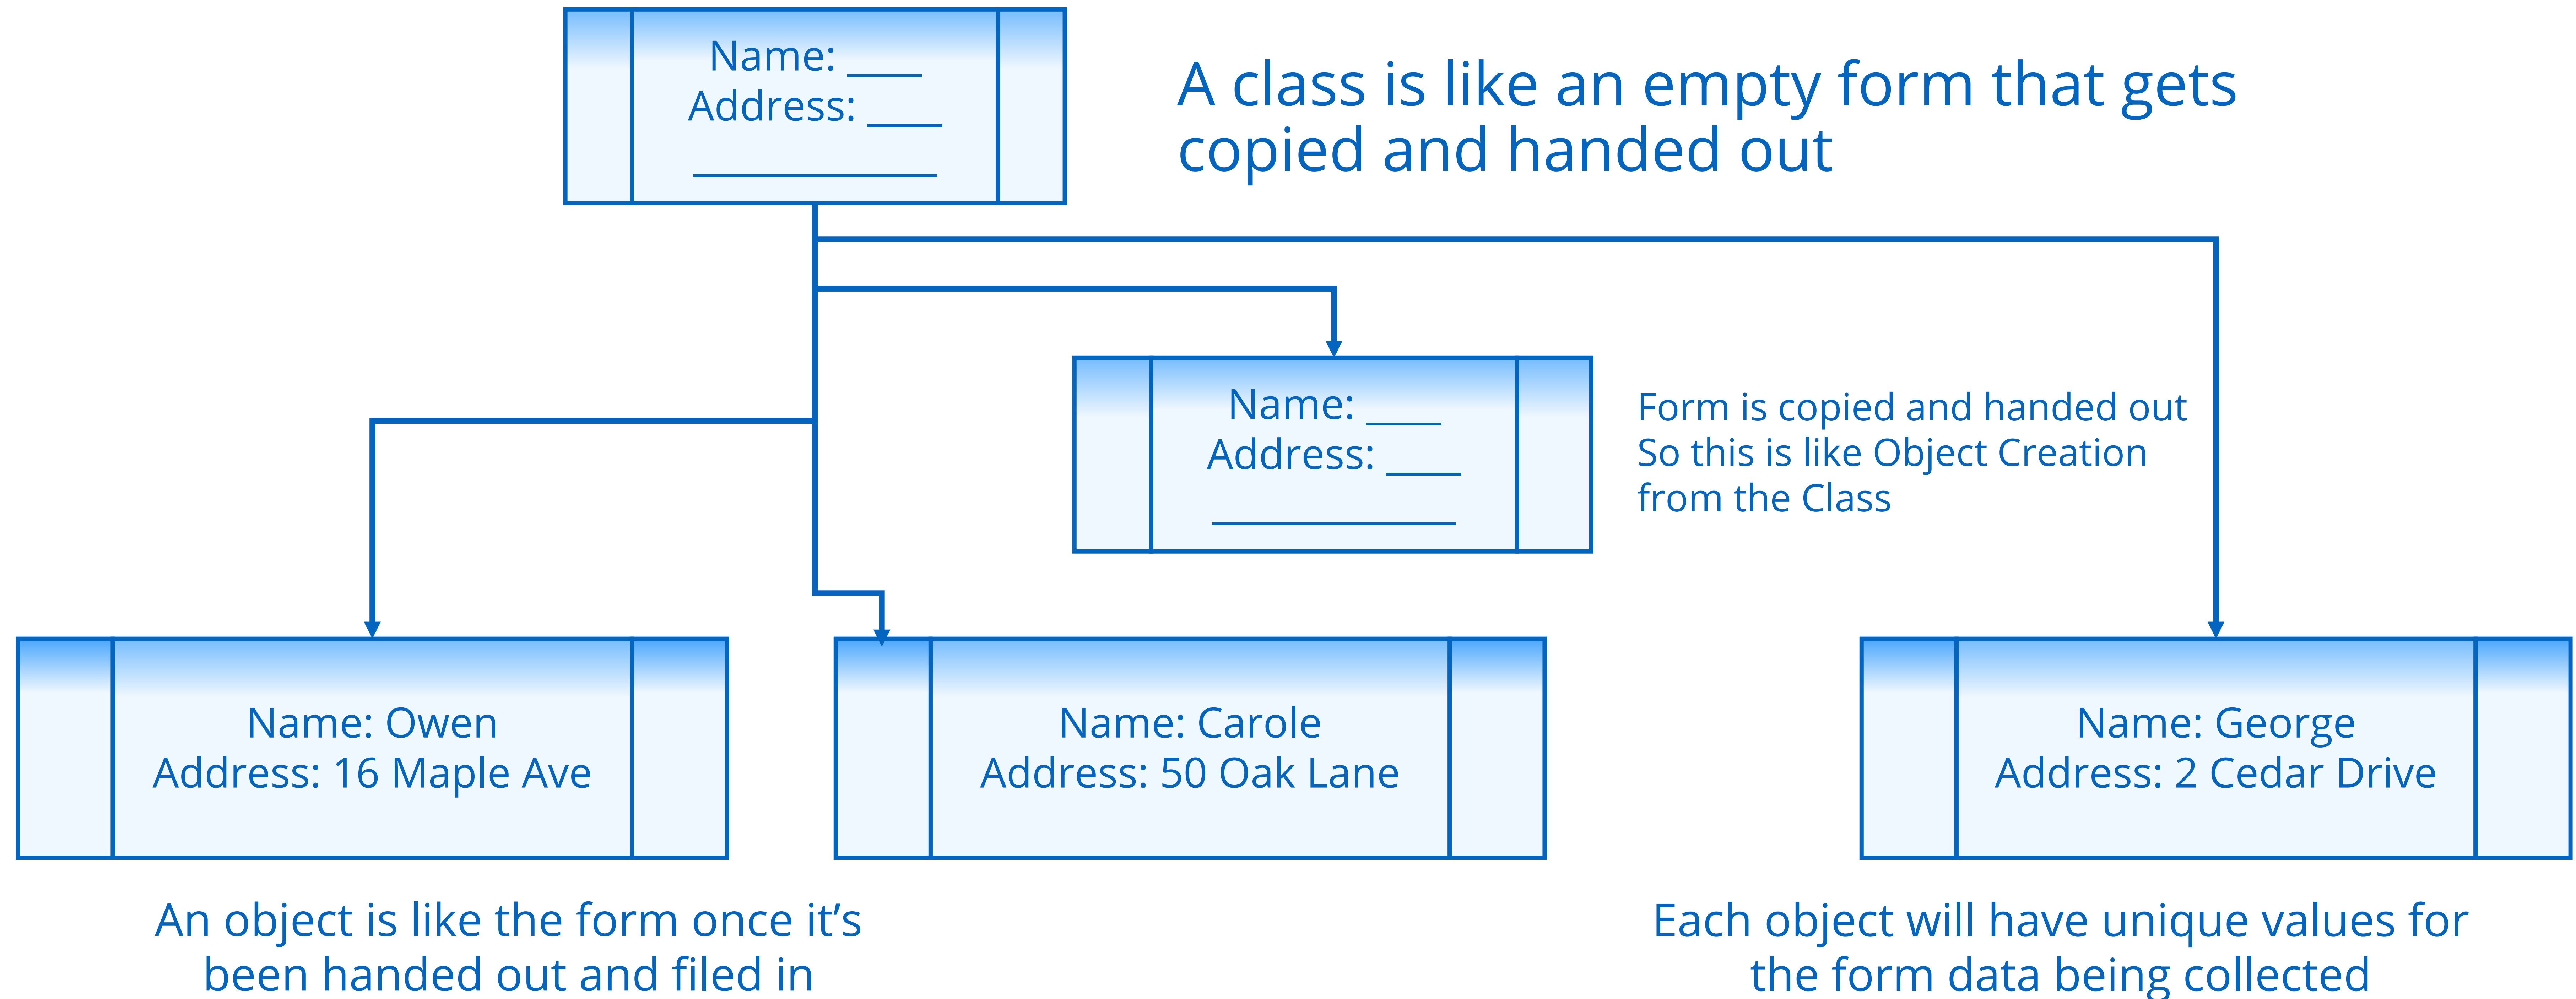 Name: ____
Address: ____
_____________
A class is like an empty form that gets
copied and handed out
Name: ____
Address: ____
_____________
Form is copied and handed out
So this is like Object Creation
from the Class
Name: Owen
Address: 16 Maple Ave
Name: Carole
Address: 50 Oak Lane
Name: George
Address: 2 Cedar Drive
An object is like the form once it’s
been handed out and filed in
Each object will have unique values for
the form data being collected